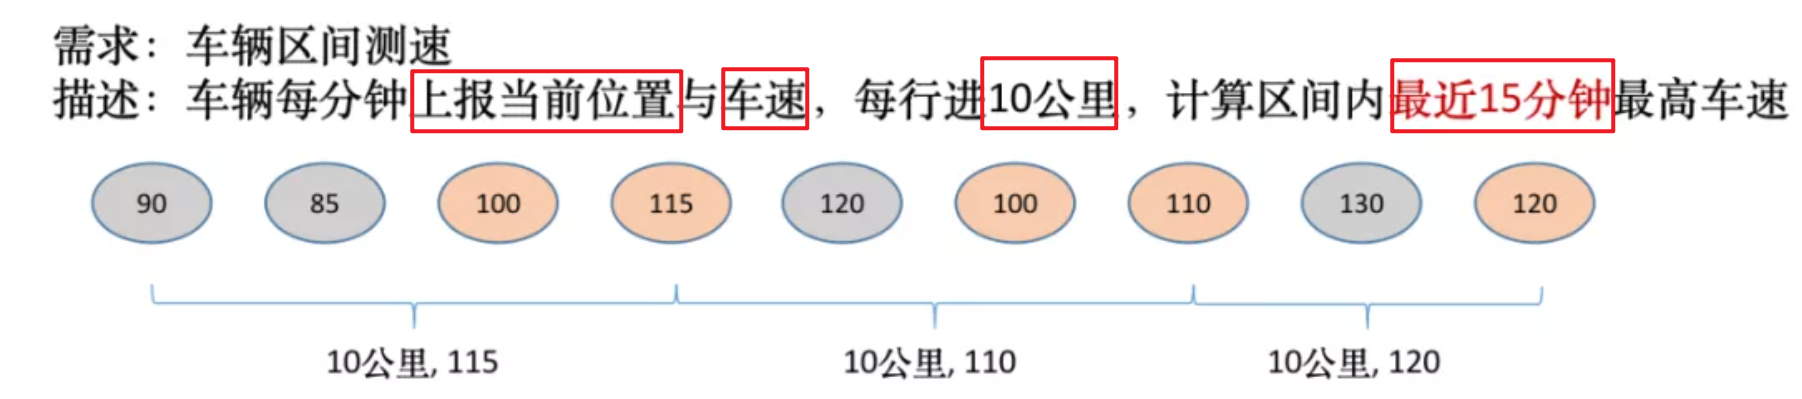 需求：车辆区间测速
描述：车辆每分钟上报当前位置与车速，每行进10公里，计算区间内最近15分钟最高车速
90 85 100 115 120 100 110 130 120
10公里, 115 10公里, 110 10公里, 120